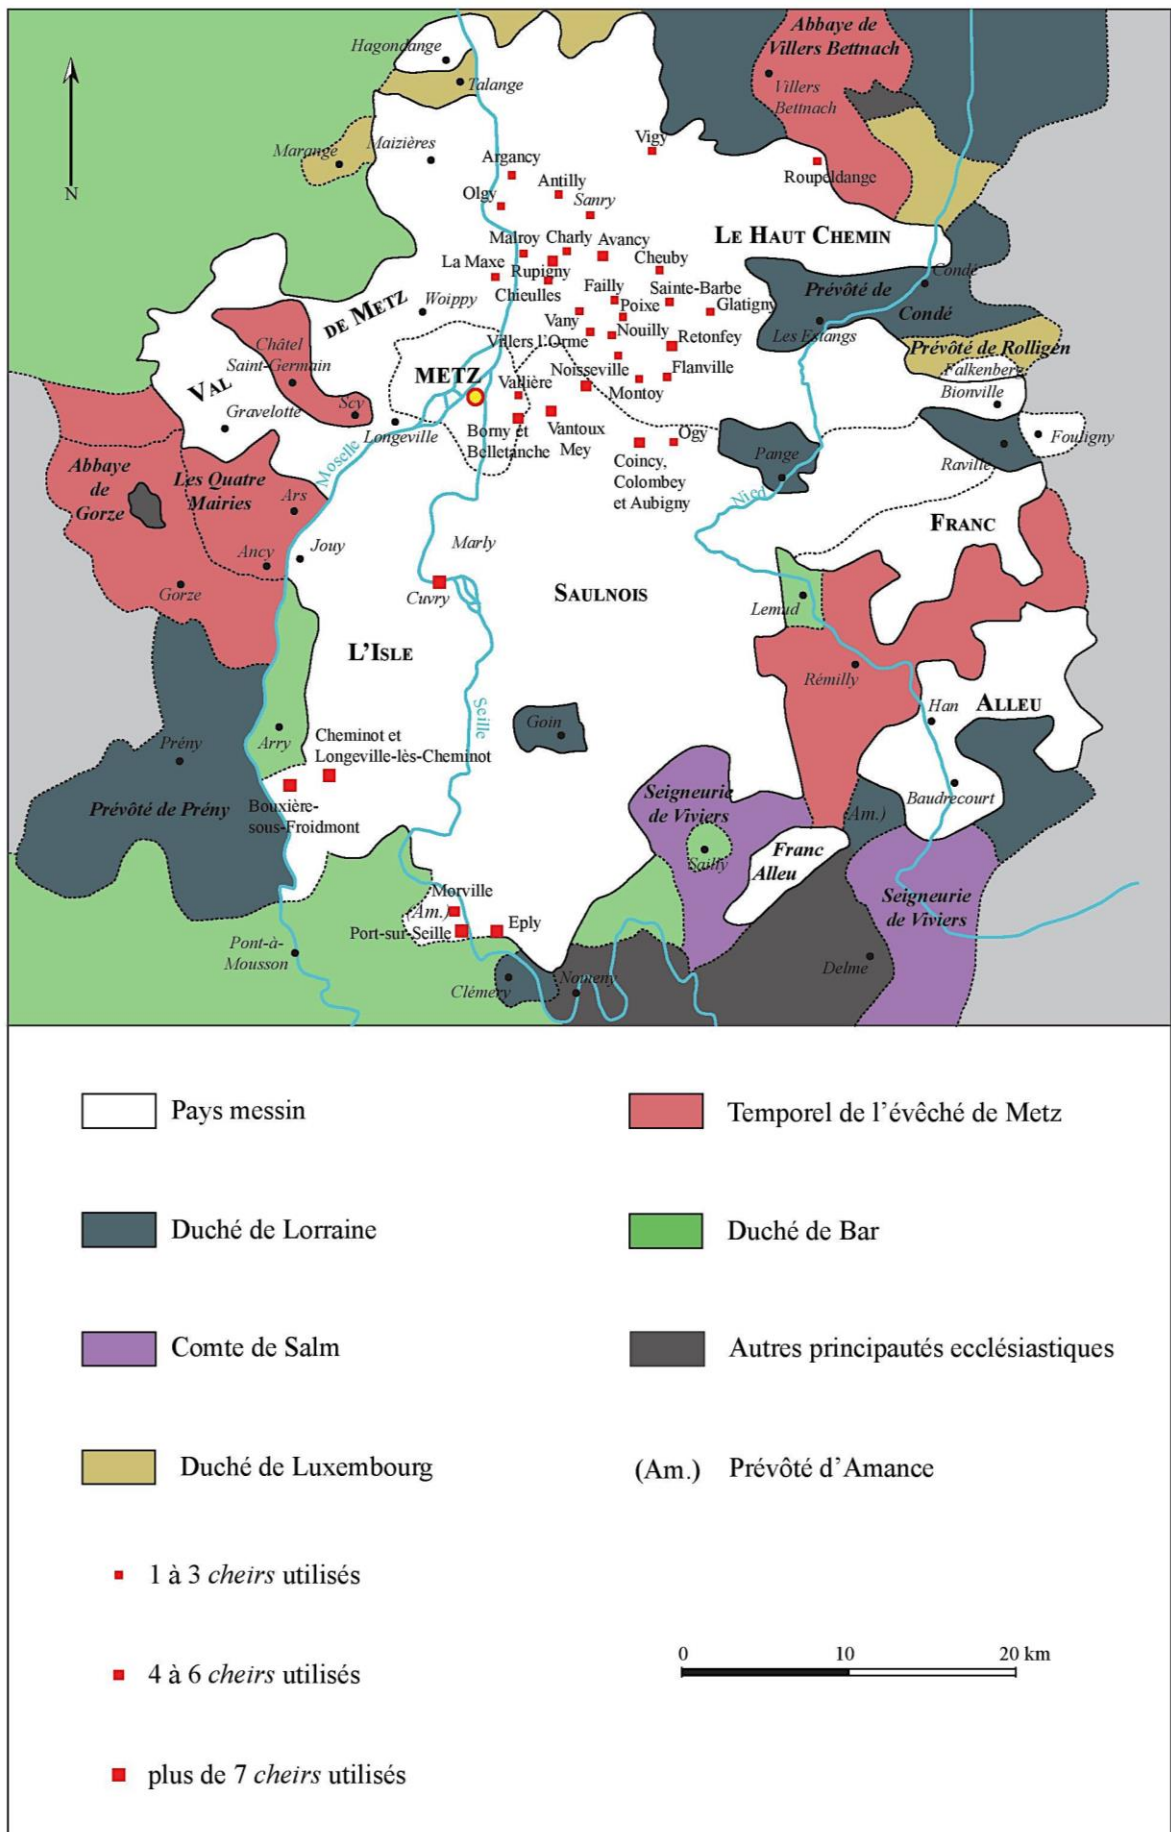 Abbaye de
Villers Bettnach
Hagondange
Talange
Villers
Bettnach
Marange
Maizières
Vigy
Argancy
Roupeldange
Antilly
Olgy
Sanry
N
LE HAUT CHEMIN
Malroy
Charly
Avancy
La Maxe
Rupigny
Cheuby
Condé
Chieulles
Failly
Sainte-Barbe
Prévôté de
Condé
Woippy
DE METZ
Poixe
Glatigny
Vany
Nouilly
Les Estangs
Villers l'Orme
Retonfey
Châtel
Saint-Germain
Prévôté de Rolligen
Noisseville
Falkenberg
METZ
Vallière
Flanville
VAL
Montoy
Bionville
Gravelotte
Scy
Longeville
Borny et
Belletanche
Vantoux
Mey
Ogy
Fouligny
Moselle
Coincy,
Colombey
et Aubigny
Pange
Raville
Abbaye
de
Gorze
Les Quatre
Mairies
Nied
Ars
FRANC
Ancy
Jouy
Marly
Gorze
Cuvry
SAULNOIS
Lemud
L'ISLE
Rémilly
ALLEU
Han
Seille
Goin
Prény
Arry
Cheminot et
Longeville-lès-Cheminot
Prévôté de Prény
Bouxière-
sous-Froidmont
Seigneurie
de Viviers
Baudrecourt
(Am.)
Sailly
Franc
Alleu
Morville
(Am.)
Port-sur-Seille
Eply
Seigneurie
de Viviers
Pont-à-
Mousson
Clémery
Nomeny
Delme
Pays messin
Temporel de l'évêché de Metz
Duché de Lorraine
Duché de Bar
Comte de Salm
Autres principautés ecclésiastiques
Duché de Luxembourg
(Am.) Prévôté d'Amance
1 à 3 cheirs utilisés
4 à 6 cheirs utilisés
0 10 20 km
plus de 7 cheirs utilisés